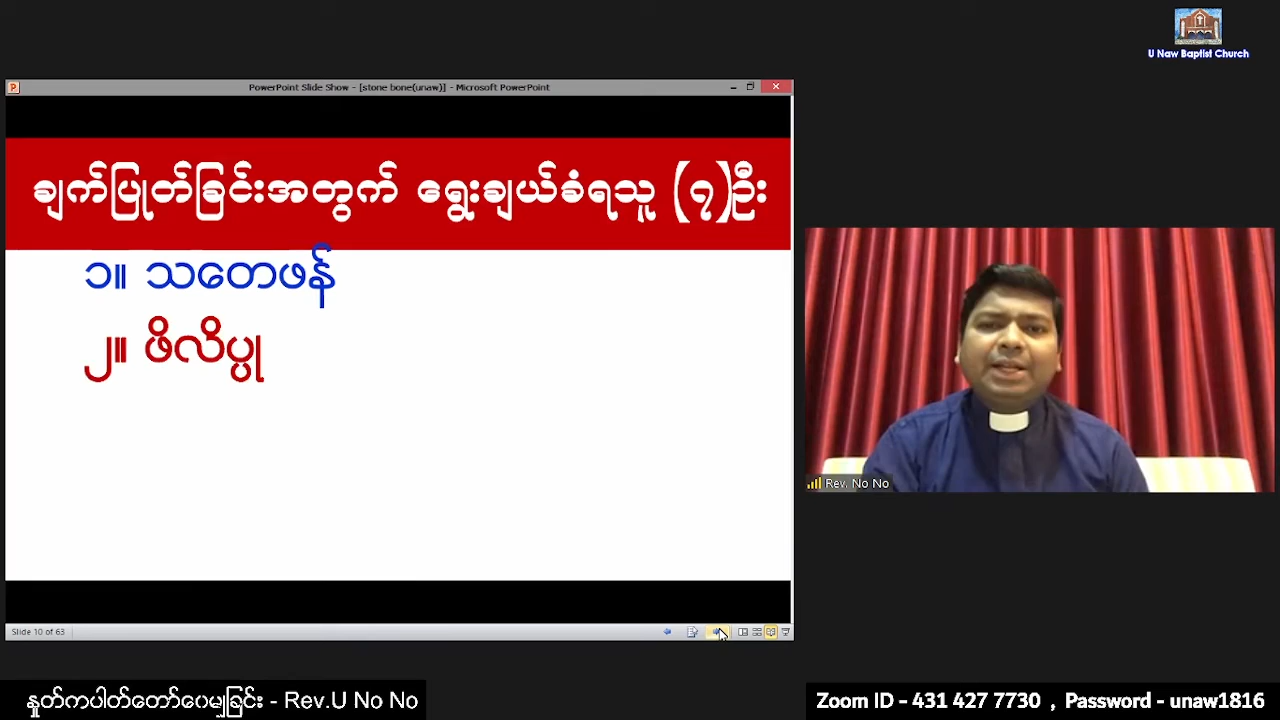 U Naw Baptist Church
PowerPoint Slide Show - [stone bone(unaw)] - Microsoft PowerPoint
ချက်ပြုတ်ခြင်းအတွက် ရွေးချယ်ခံရသူ (၇)ဦး
၁။ သတေဖန်
၂။ ဖိလိပ္ပု
Rev. No No
Slide 10 of 63
နှုတ်ကပါတ်တော်ဝေမျှခြင်း - Rev.U No No
Zoom ID - 431 427 7730 , Password - unaw1816